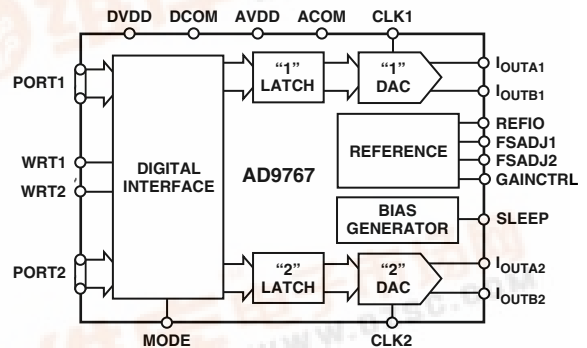 DVDD DCOM AVDD ACOM CLK1
PORT1
“1”
LATCH
“1”
DAC
IOUTA1
IOUTB1
REFIO
FSADJ1
FSADJ2
GAINCTRL
REFERENCE
WRT1
WRT2
DIGITAL
INTERFACE
AD9767
BIAS
GENERATOR
SLEEP
PORT2
“2”
LATCH
“2”
DAC
IOUTA2
IOUTB2
MODE CLK2